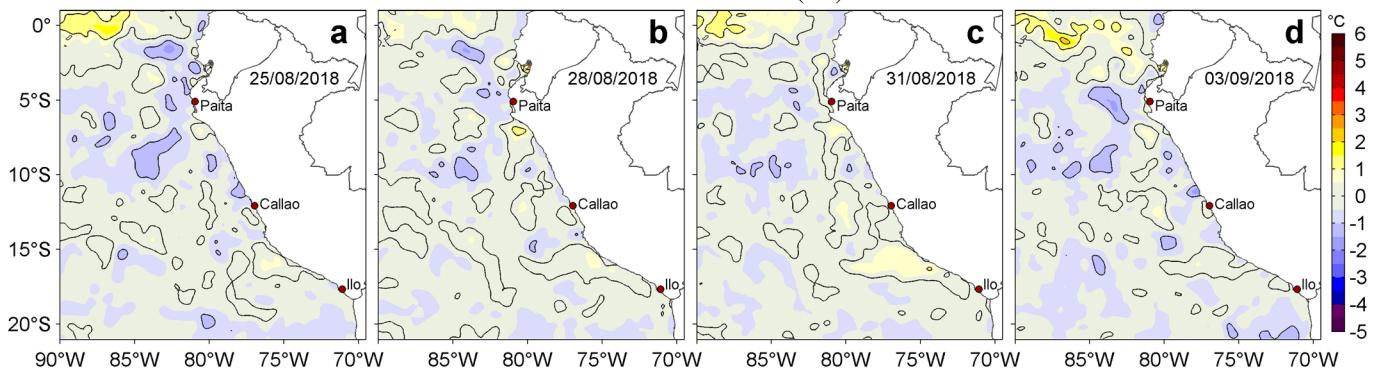 a b c d
°C
25/08/2018 28/08/2018 31/08/2018 03/09/2018
Paita Paita Paita Paita
Callao Callao Callao Callao
Ilo Ilo Ilo Ilo
0°
5°S
10°S
15°S
20°S
90°W 85°W 80°W 75°W 70°W 85°W 80°W 75°W 70°W 85°W 80°W 75°W 70°W 85°W 80°W 75°W 70°W
6
5
4
3
2
1
0
-1
-2
-3
-4
-5